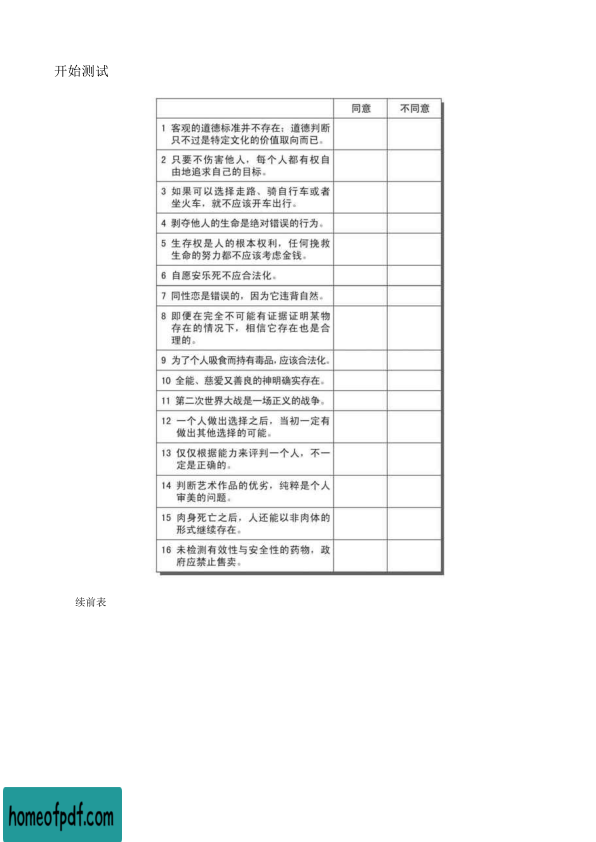 开始测试
同意 不同意
1 客观的道德标准并不存在；道德判断
只不过是特定文化的价值取向而已。
2 只要不伤害他人，每个人都有权自
由地追求自己的目标。
3 如果可以选择走路、骑自行车或者
坐火车，就不应该开车出行。
4 剥夺他人的生命是绝对错误的行为。
5 生存权是人的根本权利，任何挽救
生命的努力都不应该考虑金钱。
6 自愿安乐死不应合法化。
7 同性恋是错误的，因为它违背自然。
8 即便在完全不可能有证据证明某物
存在的情况下，相信它存在也是合
理的。
9 为了个人吸食而持有毒品，应该合法化。
10 全能、慈爱又善良的神明确实存在。
11 第二次世界大战是一场正义的战争。
12 一个人做出选择之后，当初一定有
做出其他选择的可能。
13 仅仅根据能力来评判一个人，不一
定是正确的。
14 判断艺术作品的优劣，纯粹是个人
审美的问题。
15 肉身死亡之后，人还能以非肉体的
形式继续存在。
16 未检测有效性与安全性的药物，政
府应禁止售卖。
续前表
homeofpdf.com